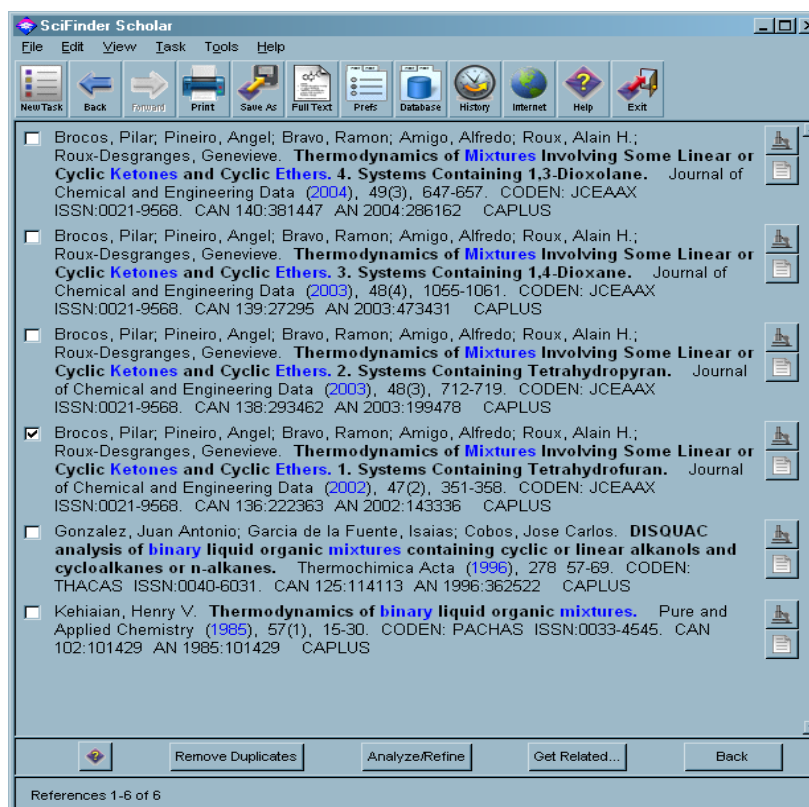 SciFinder Scholar
File Edit View Task Tools Help
New Task Back Forward Print Save As Full Text Prefs Database History Internet Help Exit
Brocos, Pilar; Pineiro, Angel; Bravo, Ramon; Amigo, Alfredo; Roux, Alain H.;
Roux-Desgranges, Genevieve. Thermodynamics of Mixtures Involving Some Linear or
Cyclic Ketones and Cyclic Ethers. 4. Systems Containing 1,3-Dioxolane. Journal of
Chemical and Engineering Data (2004), 49(3), 647-657. CODEN: JCEAAX
ISSN:0021-9568. CAN 140:381447 AN 2004:286162 CAPLUS
Brocos, Pilar; Pineiro, Angel; Bravo, Ramon; Amigo, Alfredo; Roux, Alain H.;
Roux-Desgranges, Genevieve. Thermodynamics of Mixtures Involving Some Linear or
Cyclic Ketones and Cyclic Ethers. 3. Systems Containing 1,4-Dioxane. Journal of
Chemical and Engineering Data (2003), 48(4), 1055-1061. CODEN: JCEAAX
ISSN:0021-9568. CAN 139:27295 AN 2003:473431 CAPLUS
Brocos, Pilar; Pineiro, Angel; Bravo, Ramon; Amigo, Alfredo; Roux, Alain H.;
Roux-Desgranges, Genevieve. Thermodynamics of Mixtures Involving Some Linear or
Cyclic Ketones and Cyclic Ethers. 2. Systems Containing Tetrahydropyran. Journal
of Chemical and Engineering Data (2003), 48(3), 712-719. CODEN: JCEAAX
ISSN:0021-9568. CAN 138:293462 AN 2003:199478 CAPLUS
Brocos, Pilar; Pineiro, Angel; Bravo, Ramon; Amigo, Alfredo; Roux, Alain H.;
Roux-Desgranges, Genevieve. Thermodynamics of Mixtures Involving Some Linear or
Cyclic Ketones and Cyclic Ethers. 1. Systems Containing Tetrahydrofuran. Journal
of Chemical and Engineering Data (2002), 47(2), 351-358. CODEN: JCEAAX
ISSN:0021-9568. CAN 136:222363 AN 2002:143336 CAPLUS
Gonzalez, Juan Antonio; Garcia de la Fuente, Isaias; Cobos, Jose Carlos. DISQUAC
analysis of binary liquid organic mixtures containing cyclic or linear alkanols and
cycloalkanes or n-alkanes. Thermochimica Acta (1996), 278 57-69. CODEN:
THACAS ISSN:0040-6031. CAN 125:114113 AN 1996:362522 CAPLUS
Kehiaian, Henry V. Thermodynamics of binary liquid organic mixtures. Pure and
Applied Chemistry (1985), 57(1), 15-30. CODEN: PACHAS ISSN:0033-4545. CAN
102:101429 AN 1985:101429 CAPLUS
Remove Duplicates Analyze/Refine Get Related... Back
References 1-6 of 6